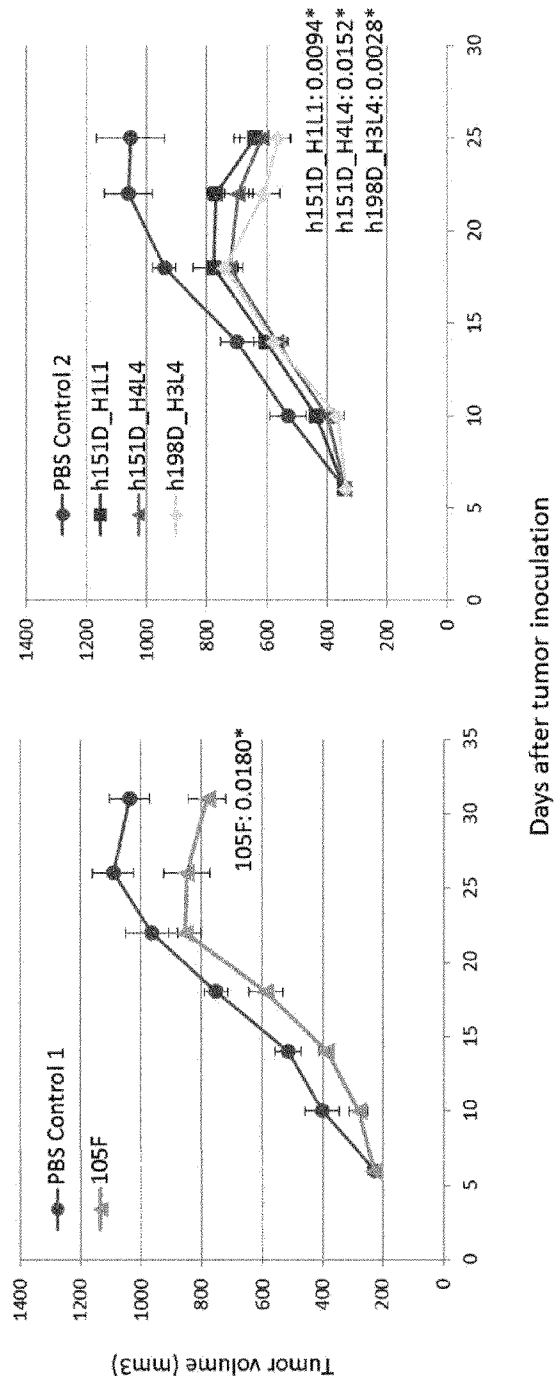 Tumor volume (mm3)
1400
1200
1000
800
600
400
200
0
PBS Control 1
105F
105F: 0.0180*
0
5
10
15
20
25
30
35
1400
1200
1000
800
600
400
200
0
PBS Control 2
h151D_H1L1
h151D_H4L4
h198D_H3L4
h151D_H1L1: 0.0094*
h151D_H4L4: 0.0152*
h198D_H3L4: 0.0028*
0
5
10
15
20
25
30
Days after tumor inoculation